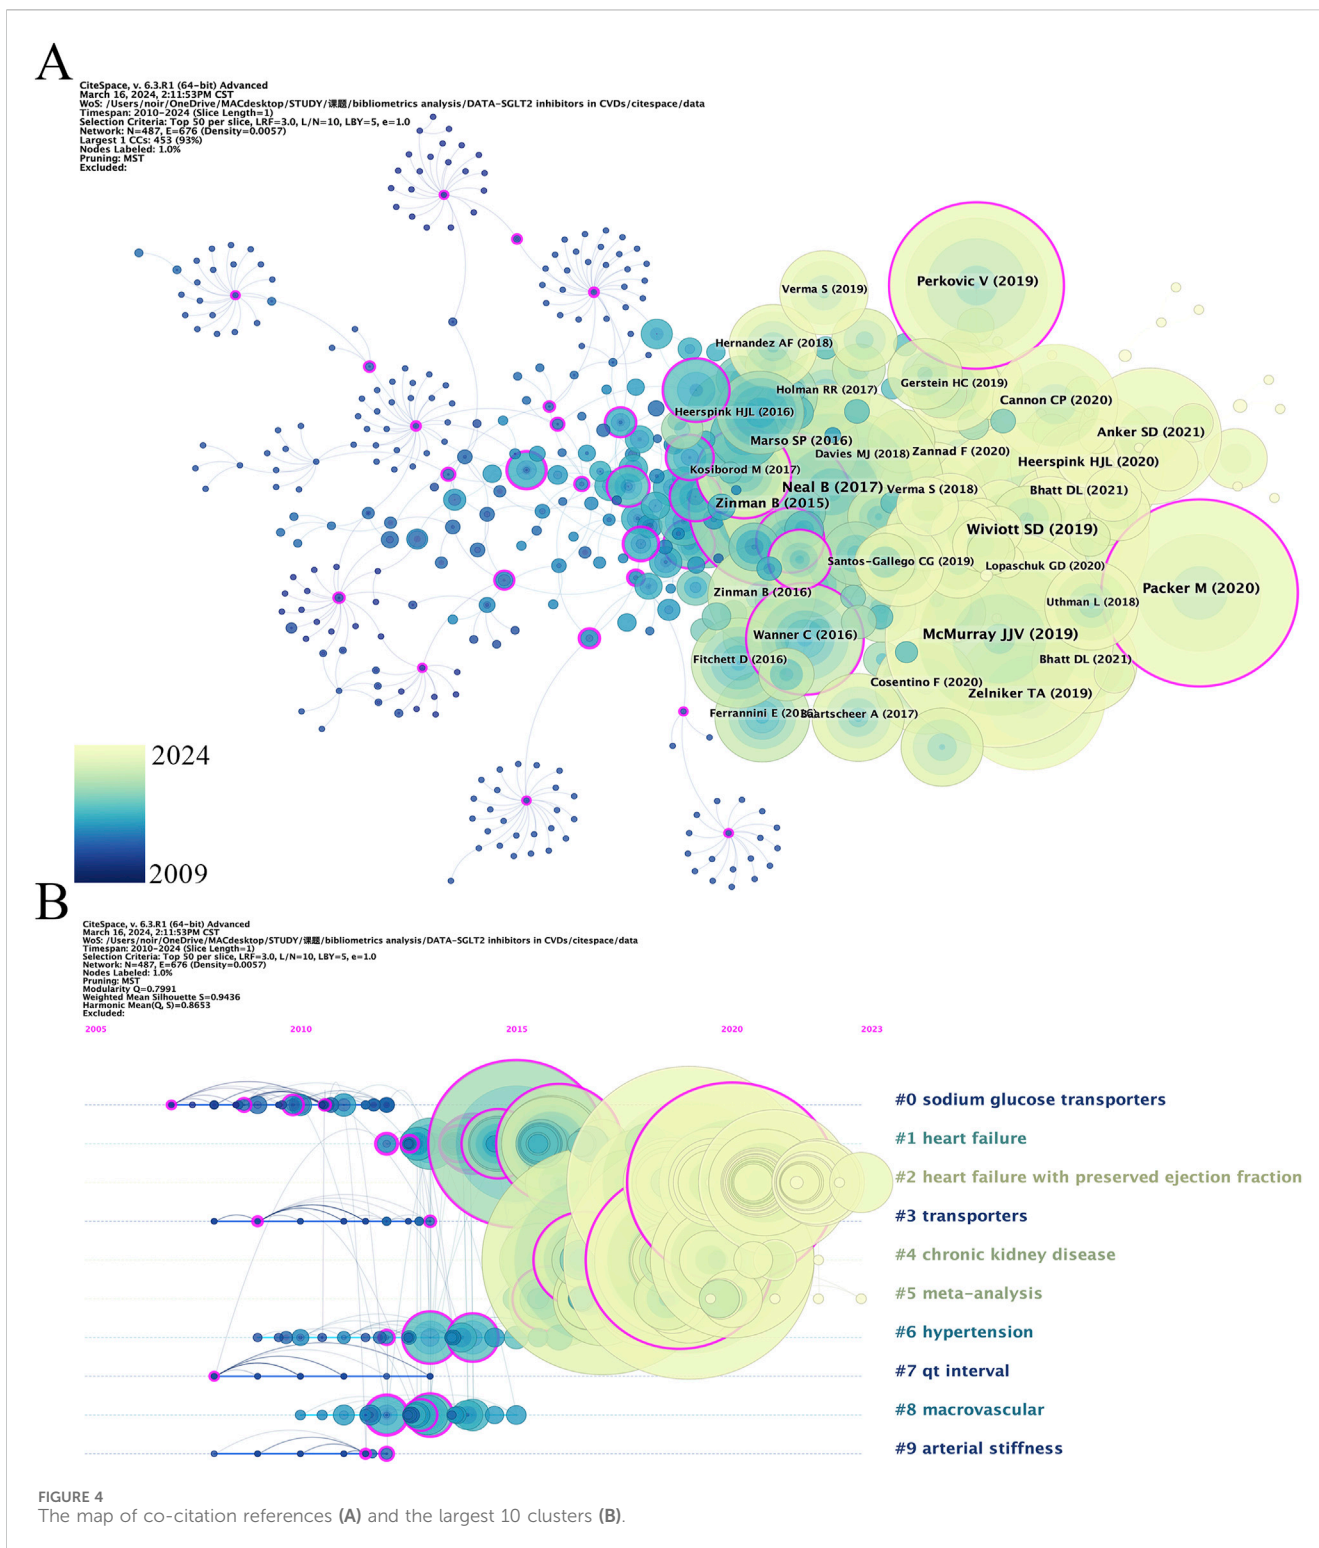 A
CiteSpace, v. 6.3.R1 (64-bit) Advanced
March 16, 2024, 2:11:53PM CST
WoS: /Users/noir/OneDrive/MACdesktop/STUDY/课题/bibliometrics analysis/DATA-SGLT2 inhibitors in CVDs/citespace/data
Timespan: 2010-2024 (Slice Length=1)
Selection Criteria: Top 50 per slice, LRF=3.0, L/N=10, LBY=5, e=1.0
Network: N=487, E=676 (Density=0.0057)
Largest 1 CCs: 453 (93%)
Nodes Labeled: 1.0%
Pruning: MST
Excluded:
Perkovic V (2019)
Verma S (2019)
Hernandez AF (2018)
Gerstein HC (2019)
Holman RR (2017)
Cannon CP (2020)
Heerspink HJL (2016)
Anker SD (2021)
Marso SP (2016)
Davies MJ (2018)
Zannad F (2020)
Heerspink HJL (2020)
Kosiborod M (2017)
Neal B (2017)
Verma S (2018)
Bhatt DL (2021)
Zinman B (2015)
Wiviott SD (2019)
Santos-Gallego CG (2019)
Lopaschuk GD (2020)
Packer M (2020)
Zinman B (2016)
Uthman L (2018)
Wanner C (2016)
McMurray JJV (2019)
Fitchett D (2016)
Bhatt DL (2021)
Cosentino F (2020)
Zelniker TA (2019)
Ferrannini E (2016)
Baartscheer A (2017)
2024
2009
B
CiteSpace, v. 6.3.R1 (64-bit) Advanced
March 16, 2024, 2:11:53PM CST
WoS: /Users/noir/OneDrive/MACdesktop/STUDY/课题/bibliometrics analysis/DATA-SGLT2 inhibitors in CVDs/citespace/data
Timespan: 2010-2024 (Slice Length=1)
Selection Criteria: Top 50 per slice, LRF=3.0, L/N=10, LBY=5, e=1.0
Network: N=487, E=676 (Density=0.0057)
Nodes Labeled: 1.0%
Pruning: MST
Modularity Q=0.7991
Weighted Mean Silhouette S=0.9436
Harmonic Mean(Q, S)=0.8653
Excluded:
2005 2010 2015 2020 2023
#0 sodium glucose transporters
#1 heart failure
#2 heart failure with preserved ejection fraction
#3 transporters
#4 chronic kidney disease
#5 meta-analysis
#6 hypertension
#7 qt interval
#8 macrovascular
#9 arterial stiffness
FIGURE 4
The map of co-citation references (A) and the largest 10 clusters (B).